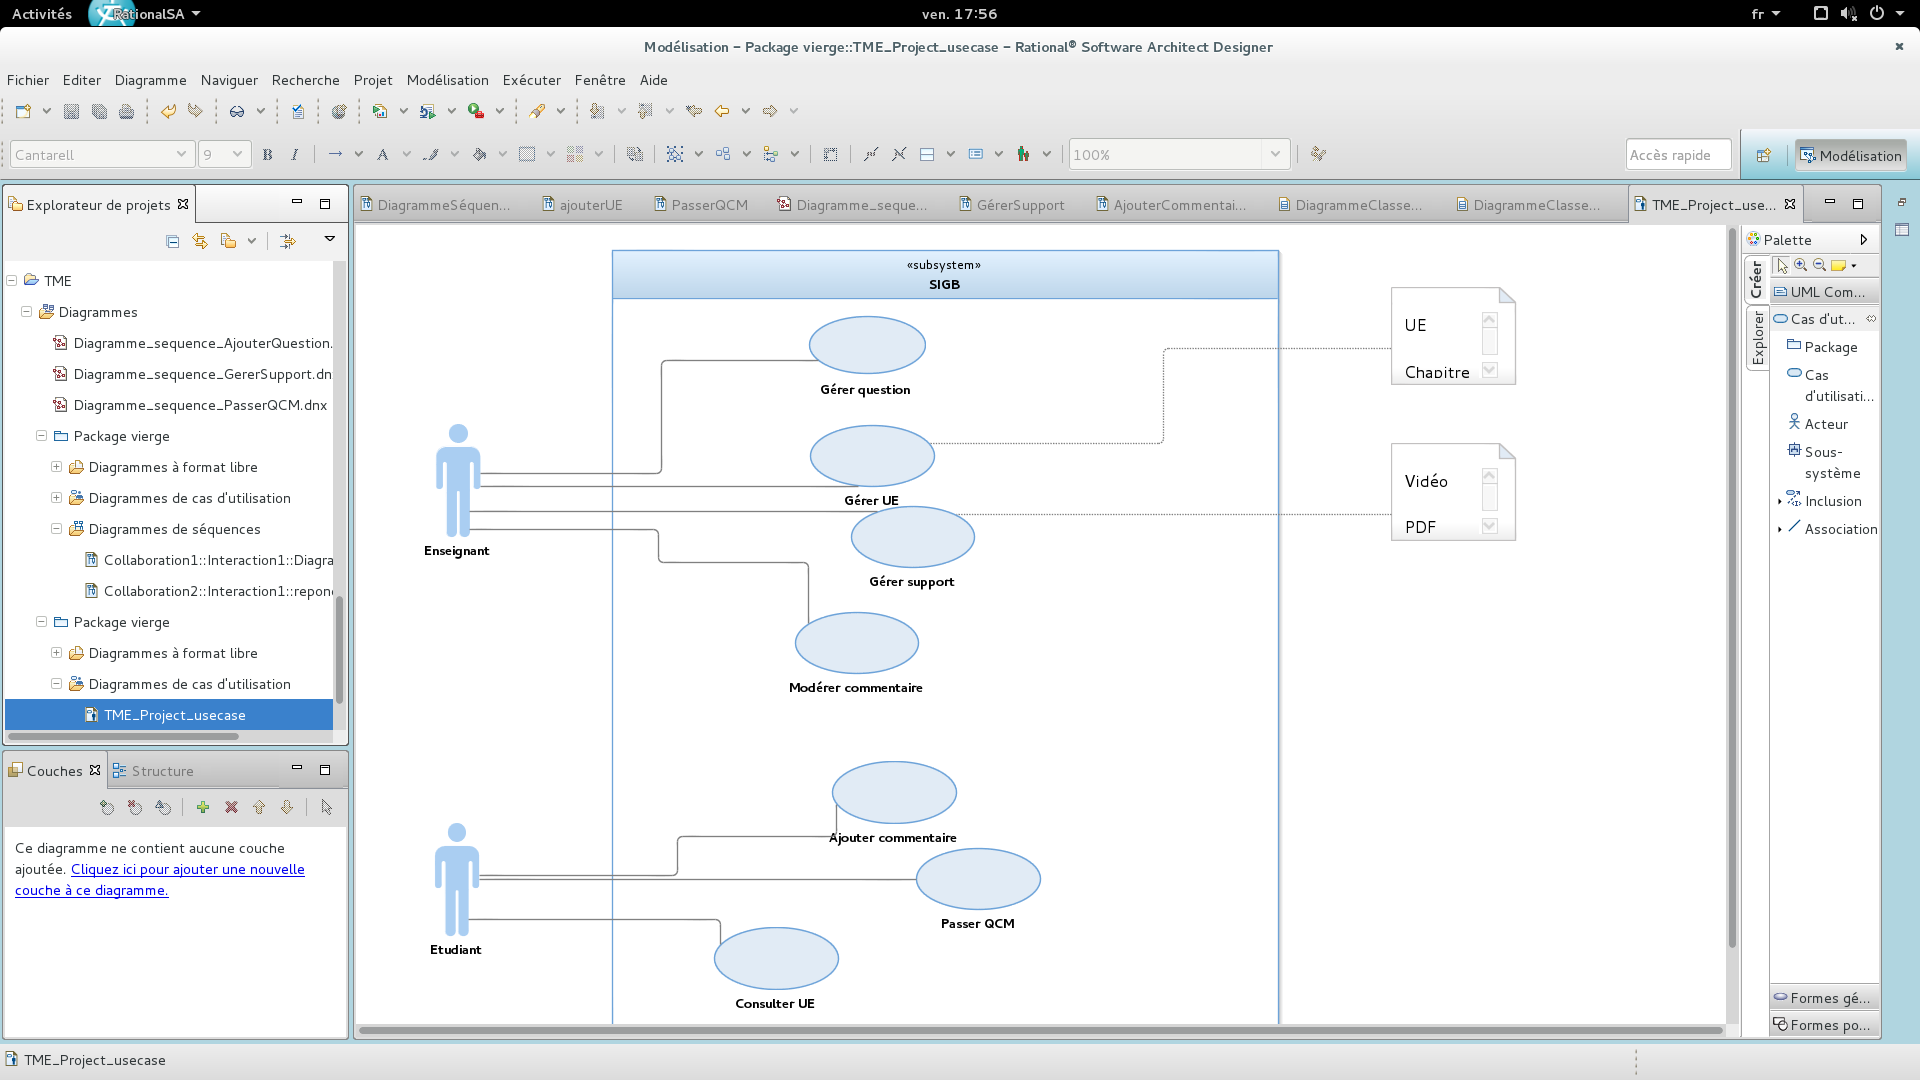 Activités RationalSA ven. 17:56 fr
Modélisation – Package vierge::TME_Project_usecase – Rational® Software Architect Designer
Fichier Editer Diagramme Naviguer Recherche Projet Modélisation Exécuter Fenêtre Aide
Cantarell 9 B I A 100% Accès rapide Modélisation
Explorateur de projets
DiagrammeSéquen... ajouterUE PasserQCM Diagramme_seque... GérerSupport AjouterCommentai... DiagrammeClasse... DiagrammeClasse... TME_Project_use...
TME
Diagrammes
Diagramme_sequence_AjouterQuestion.
Diagramme_sequence_GererSupport.dn
Diagramme_sequence_PasserQCM.dnx
Package vierge
Diagrammes à format libre
Diagrammes de cas d'utilisation
Diagrammes de séquences
Collaboration1::Interaction1::Diagra
Collaboration2::Interaction1::repon
Package vierge
Diagrammes à format libre
Diagrammes de cas d'utilisation
TME_Project_usecase
Couches Structure
Ce diagramme ne contient aucune couche
ajoutée. Cliquez ici pour ajouter une nouvelle
couche à ce diagramme.
«subsystem»
SIGB
Gérer question
Gérer UE
Gérer support
Modérer commentaire
Enseignant
Ajouter commentaire
Passer QCM
Consulter UE
Etudiant
UE
Chapitre
Vidéo
PDF
Palette
Créer
Explorer
UML Com...
Cas d'ut...
Package
Cas
d'utilisati...
Acteur
Sous-
système
Inclusion
Association
Formes gé...
Formes po...
TME_Project_usecase